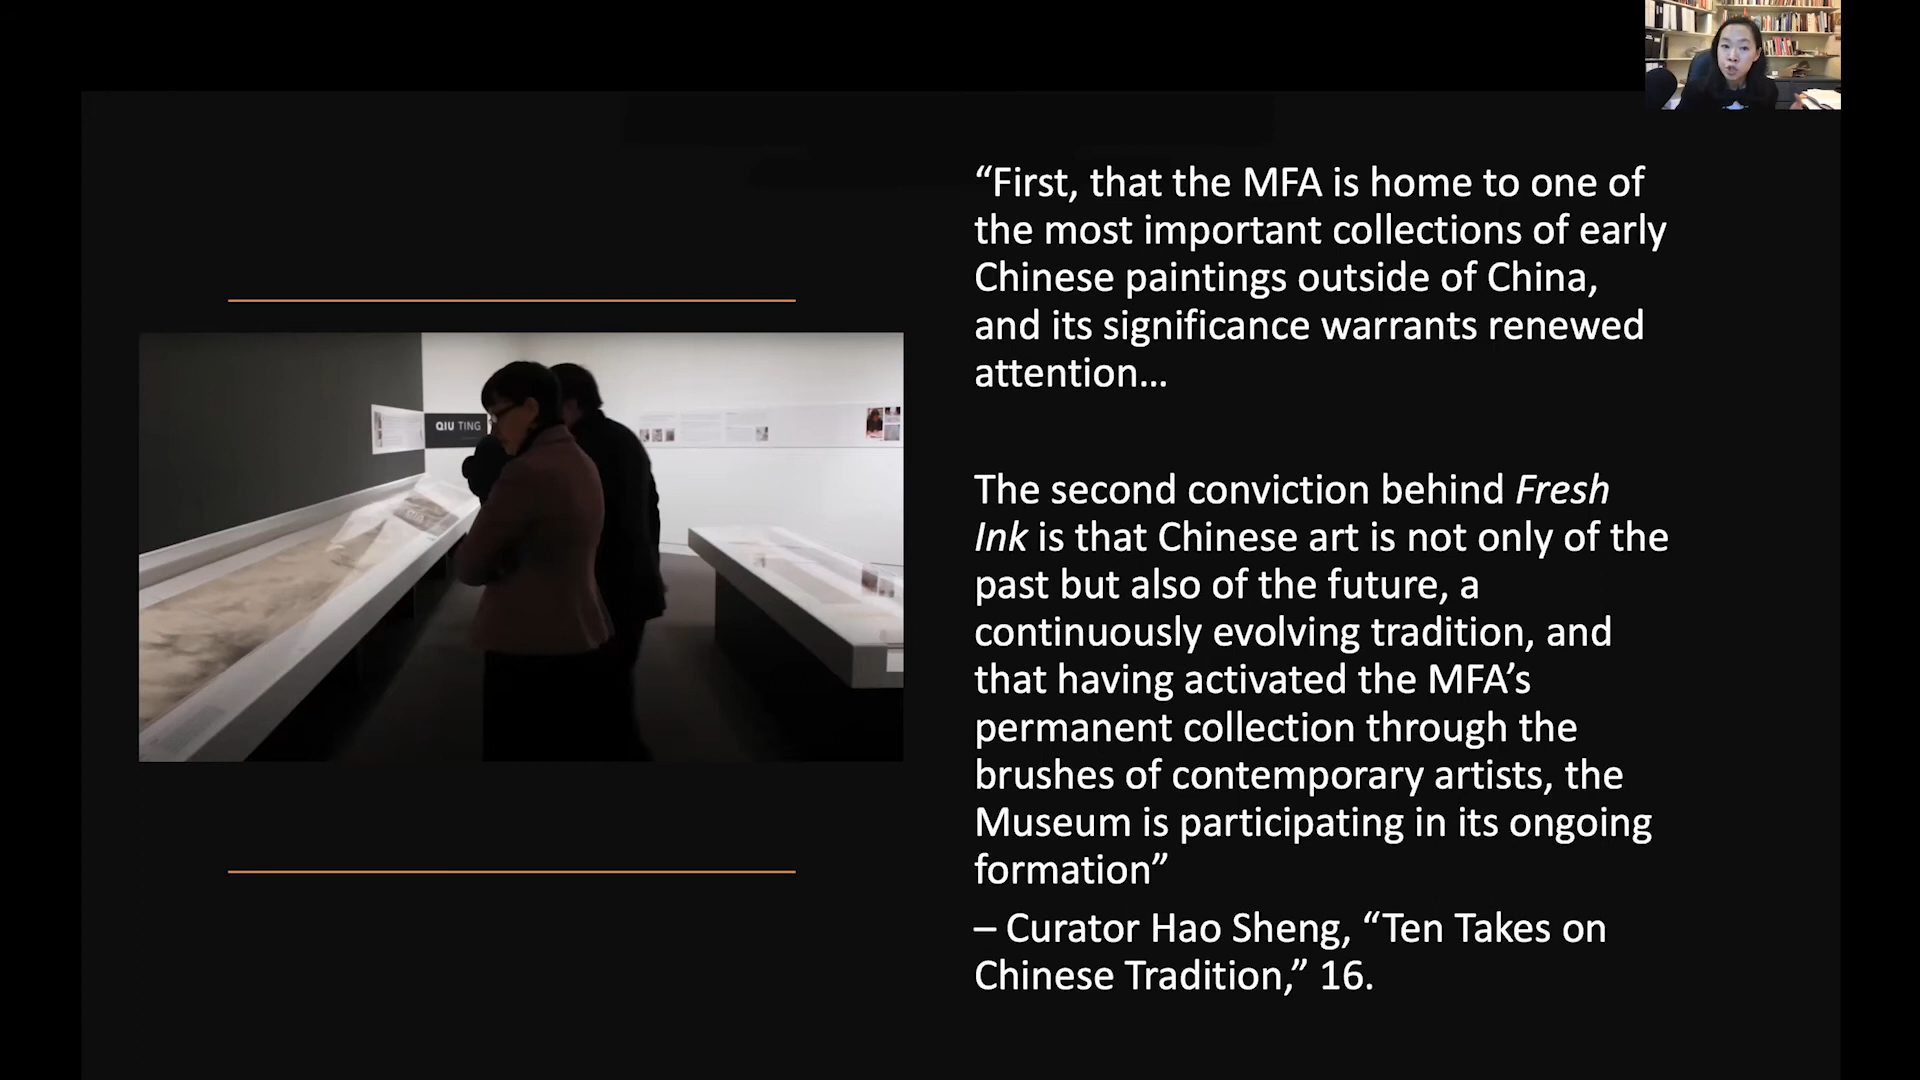 “First, that the MFA is home to one of
the most important collections of early
Chinese paintings outside of China,
and its significance warrants renewed
attention…
The second conviction behind Fresh
Ink is that Chinese art is not only of the
past but also of the future, a
continuously evolving tradition, and
that having activated the MFA’s
permanent collection through the
brushes of contemporary artists, the
Museum is participating in its ongoing
formation”
– Curator Hao Sheng, “Ten Takes on
Chinese Tradition,” 16.
QIU TING